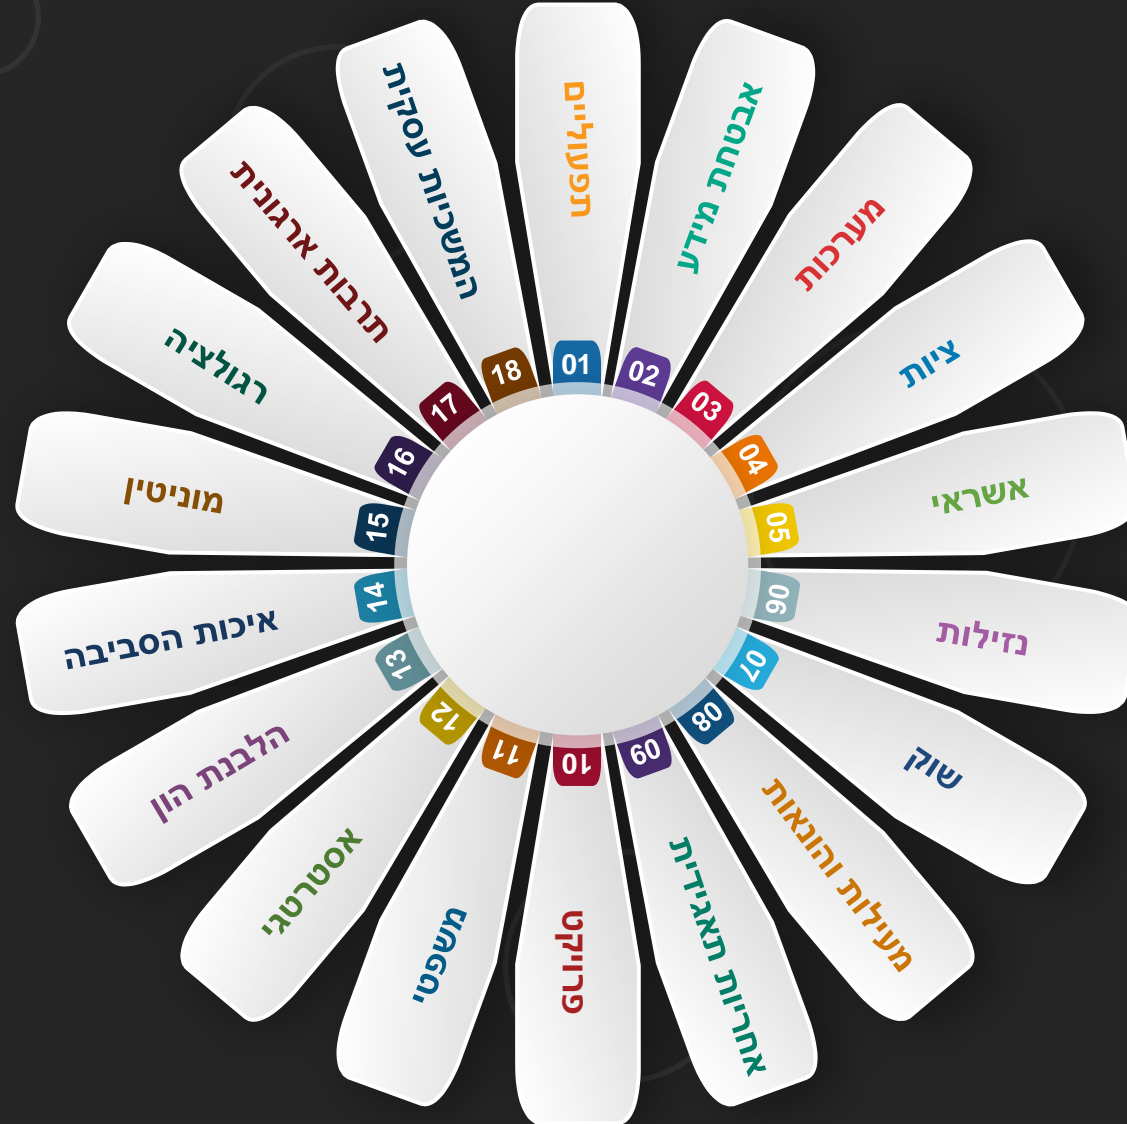 01
תפעוליים
02
אבטחת מידע
03
מערכות
04
ציות
05
אשראי
06
נזילות
07
שוק
08
מעילות והונאות
09
אחריות תאגידית
10
פרויקט
11
משפטי
12
אסטרטגי
13
הלבנת הון
14
איכות הסביבה
15
מוניטין
16
רגולציה
17
תרבות ארגונית
18
המשכיות עסקית